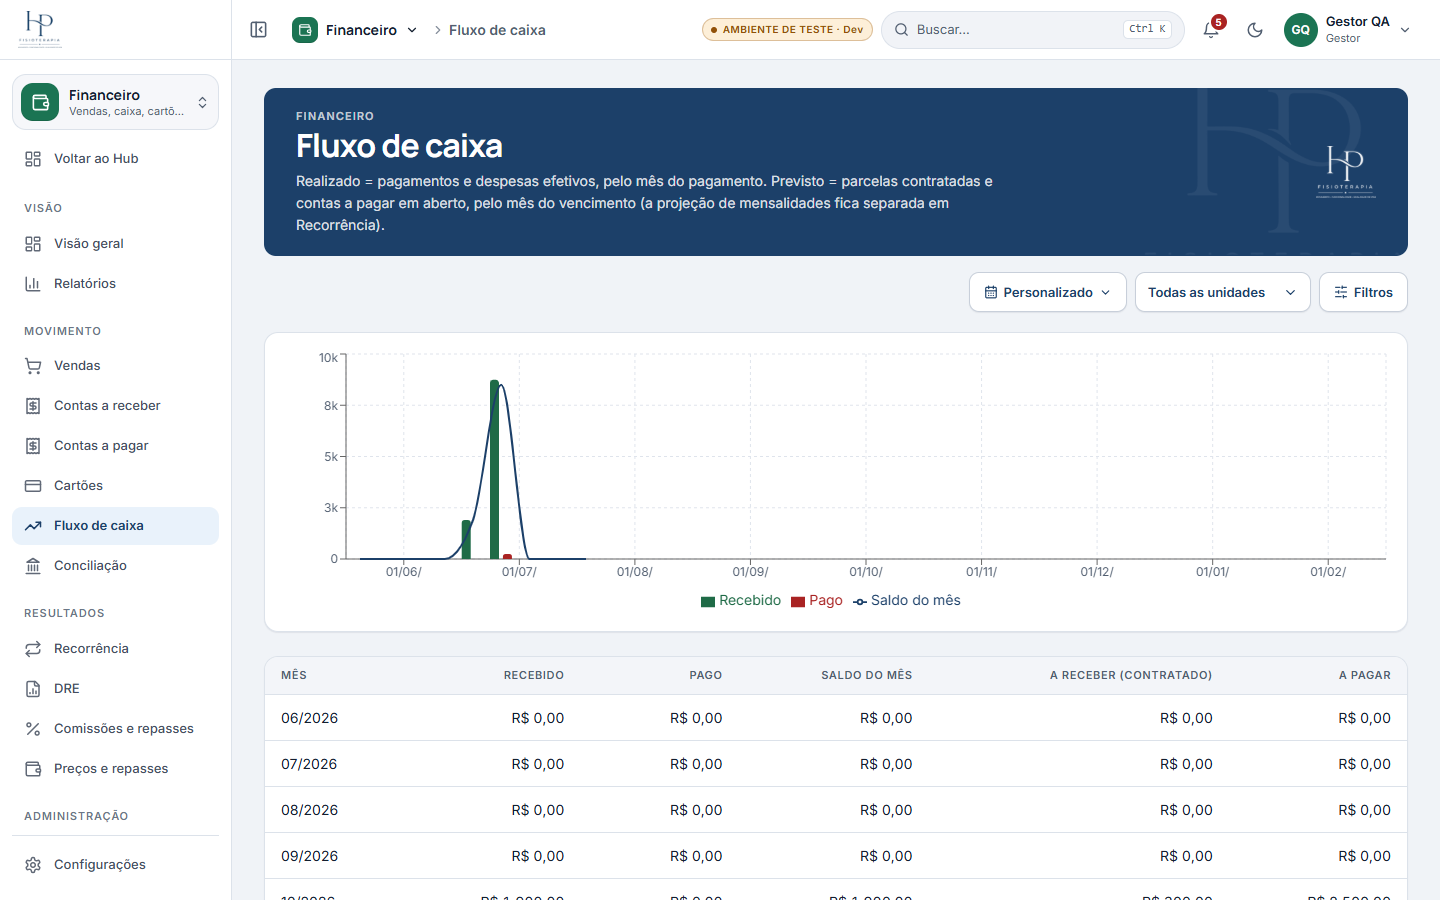 HP
FISIOTERAPIA
Financeiro
Fluxo de caixa
AMBIENTE DE TESTE · Dev
Buscar...
Ctrl K
5
GQ
Gestor QA
Gestor
Financeiro
Vendas, caixa, cartõ...
Voltar ao Hub
VISÃO
Visão geral
Relatórios
MOVIMENTO
Vendas
Contas a receber
Contas a pagar
Cartões
Fluxo de caixa
Conciliação
RESULTADOS
Recorrência
DRE
Comissões e repasses
Preços e repasses
ADMINISTRAÇÃO
Configurações
FINANCEIRO
Fluxo de caixa
Realizado = pagamentos e despesas efetivos, pelo mês do pagamento. Previsto = parcelas contratadas e
contas a pagar em aberto, pelo mês do vencimento (a projeção de mensalidades fica separada em
Recorrência).
HP
FISIOTERAPIA
Personalizado
Todas as unidades
Filtros
10k
8k
5k
3k
0
01/06/ 01/07/ 01/08/ 01/09/ 01/10/ 01/11/ 01/12/ 01/01/ 01/02/
Recebido Pago Saldo do mês
MÊS RECEBIDO PAGO SALDO DO MÊS A RECEBER (CONTRATADO) A PAGAR
06/2026 R$ 0,00 R$ 0,00 R$ 0,00 R$ 0,00 R$ 0,00
07/2026 R$ 0,00 R$ 0,00 R$ 0,00 R$ 0,00 R$ 0,00
08/2026 R$ 0,00 R$ 0,00 R$ 0,00 R$ 0,00 R$ 0,00
09/2026 R$ 0,00 R$ 0,00 R$ 0,00 R$ 0,00 R$ 0,00